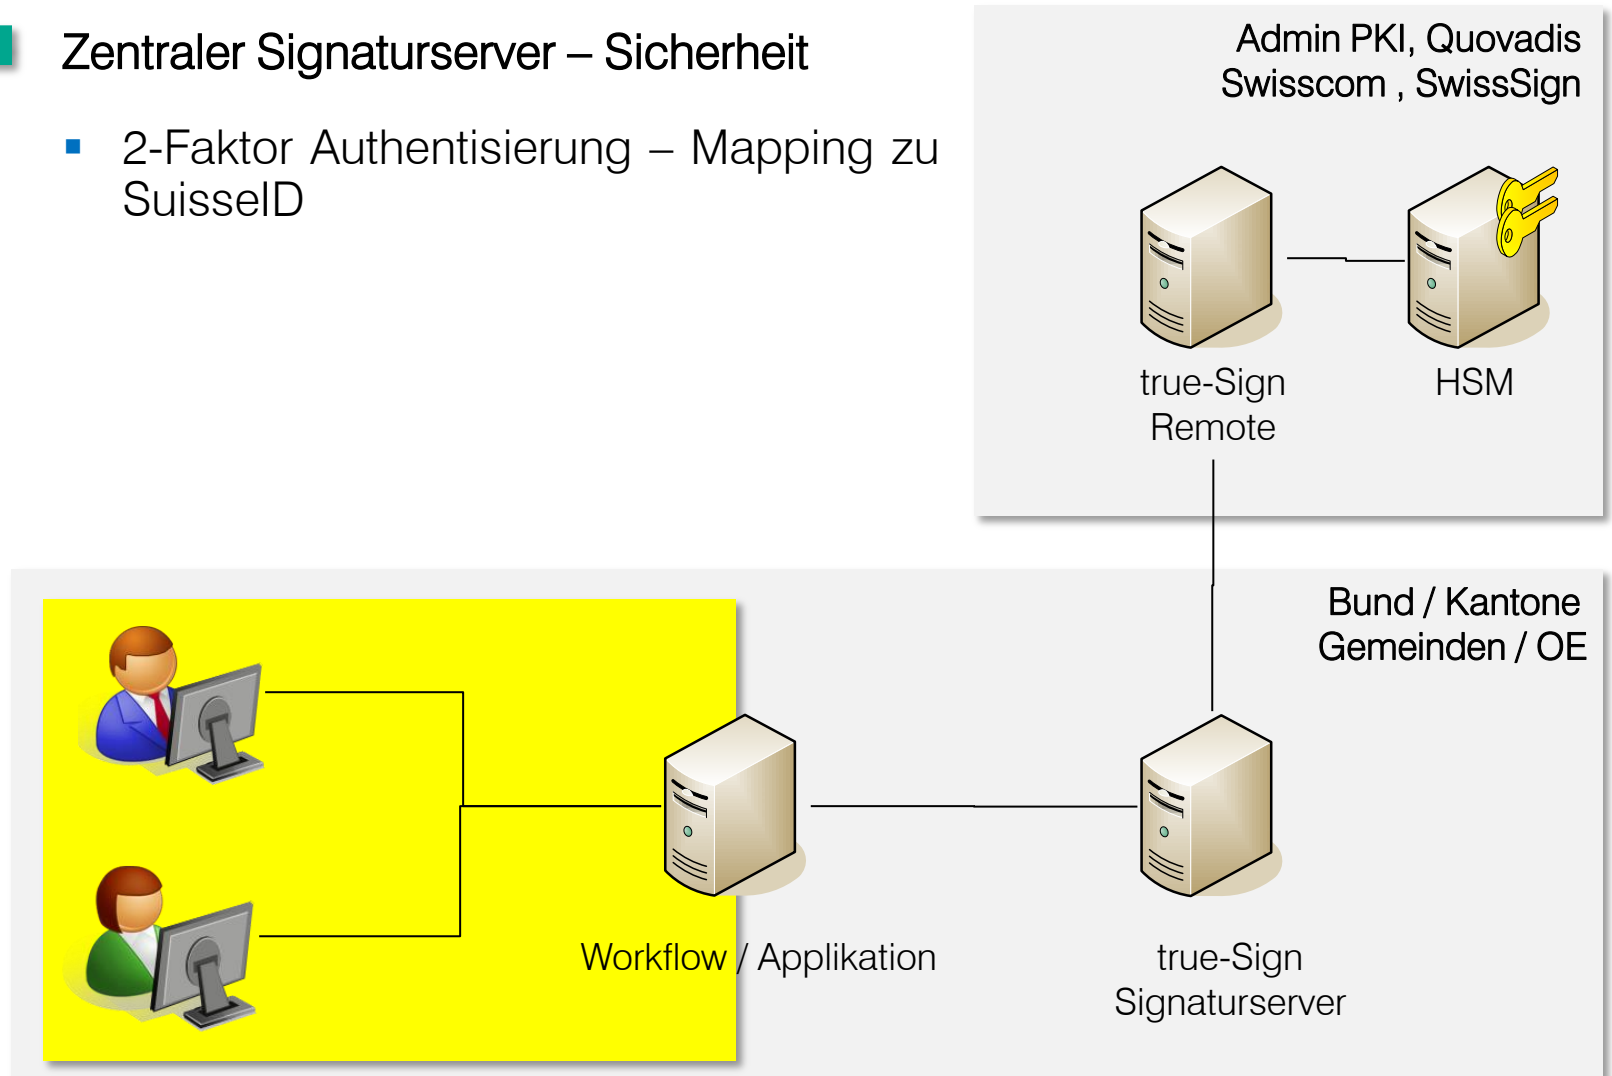 Zentraler Signaturserver – Sicherheit
2-Faktor Authentisierung – Mapping zu
SuisseID
Admin PKI, Quovadis
Swisscom , SwissSign
true-Sign
Remote
HSM
Bund / Kantone
Gemeinden / OE
Workflow / Applikation
true-Sign
Signaturserver